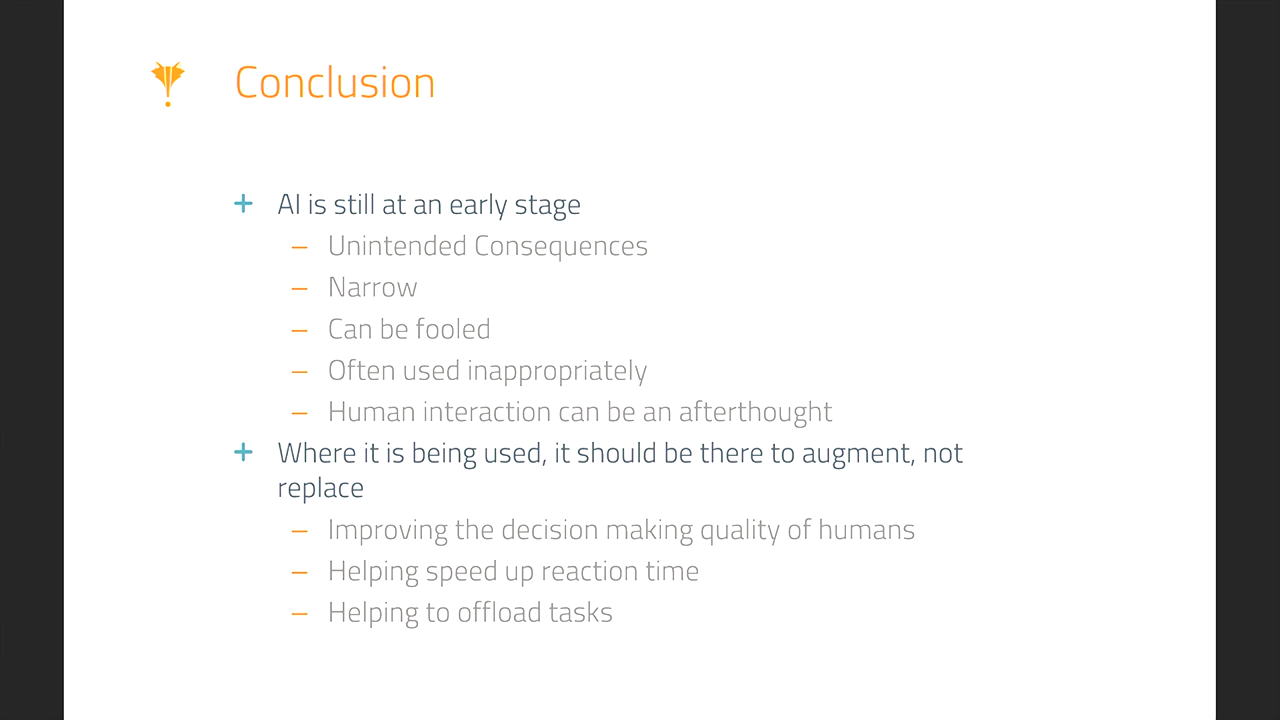 Conclusion
AI is still at an early stage
Unintended Consequences
Narrow
Can be fooled
Often used inappropriately
Human interaction can be an afterthought
Where it is being used, it should be there to augment, not
replace
Improving the decision making quality of humans
Helping speed up reaction time
Helping to offload tasks